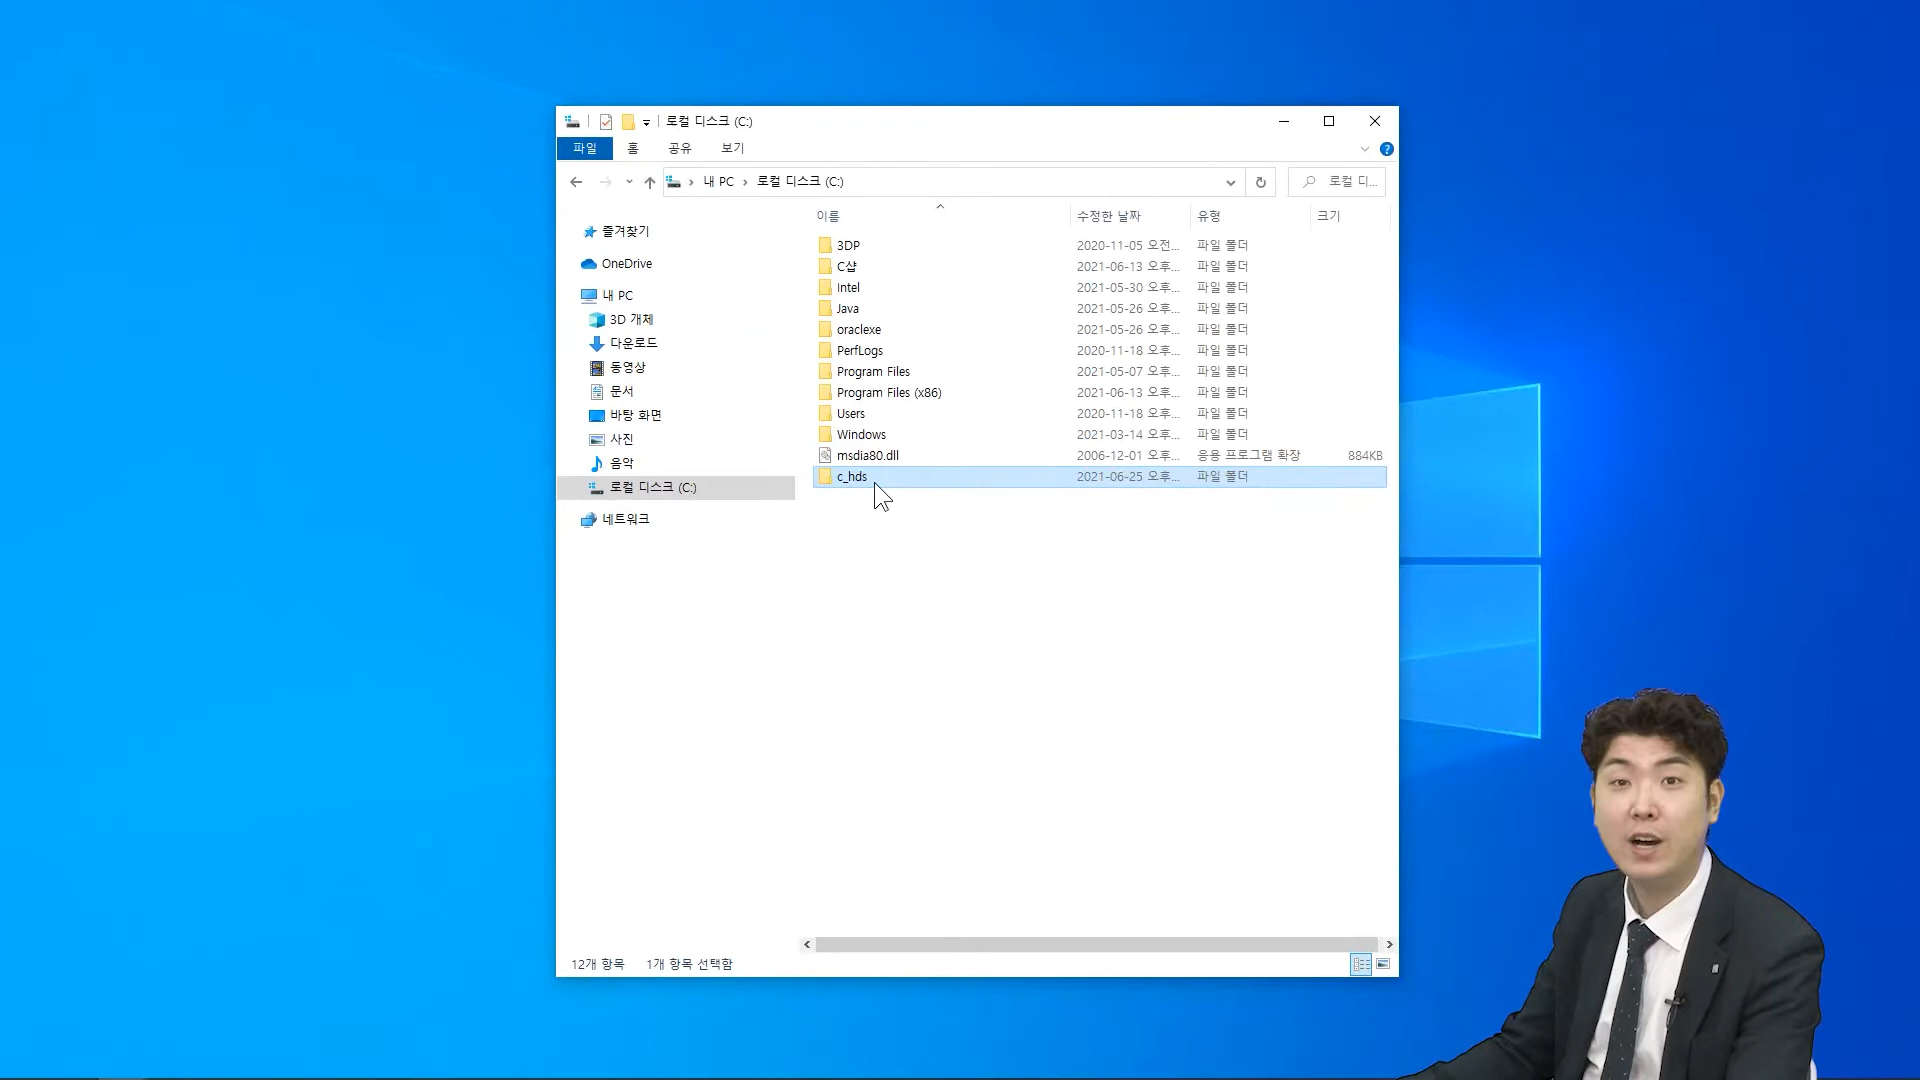 로컬 디스크 (C:)
파일 홈 공유 보기
내 PC 로컬 디스크 (C:) 로컬 디...
이름 수정한 날짜 유형 크기
즐겨찾기
OneDrive
내 PC
3D 개체
다운로드
동영상
문서
바탕 화면
사진
음악
로컬 디스크 (C:)
네트워크
3DP 2020-11-05 오전... 파일 폴더
C샵 2021-06-13 오후... 파일 폴더
Intel 2021-05-30 오후... 파일 폴더
Java 2021-05-26 오후... 파일 폴더
oraclexe 2021-05-26 오후... 파일 폴더
PerfLogs 2020-11-18 오후... 파일 폴더
Program Files 2021-05-07 오후... 파일 폴더
Program Files (x86) 2021-06-13 오후... 파일 폴더
Users 2020-11-18 오후... 파일 폴더
Windows 2021-03-14 오후... 파일 폴더
msdia80.dll 2006-12-01 오후... 응용 프로그램 확장 884KB
c_hds 2021-06-25 오후... 파일 폴더
12개 항목 1개 항목 선택함